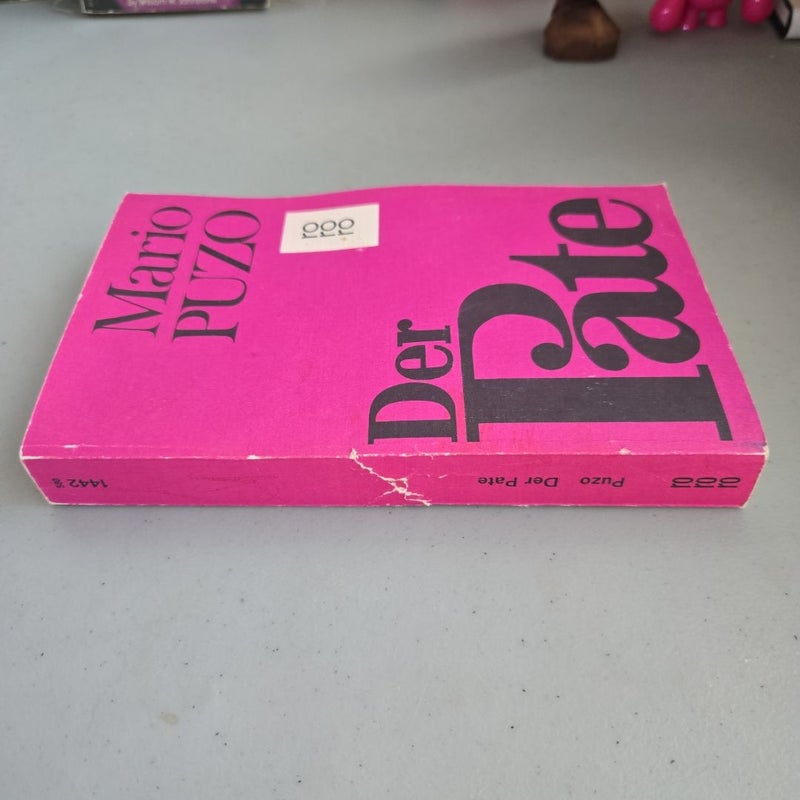 Mario
PUZO
rororo
Der
Pate
rororo
Puzo Der Pate
1442